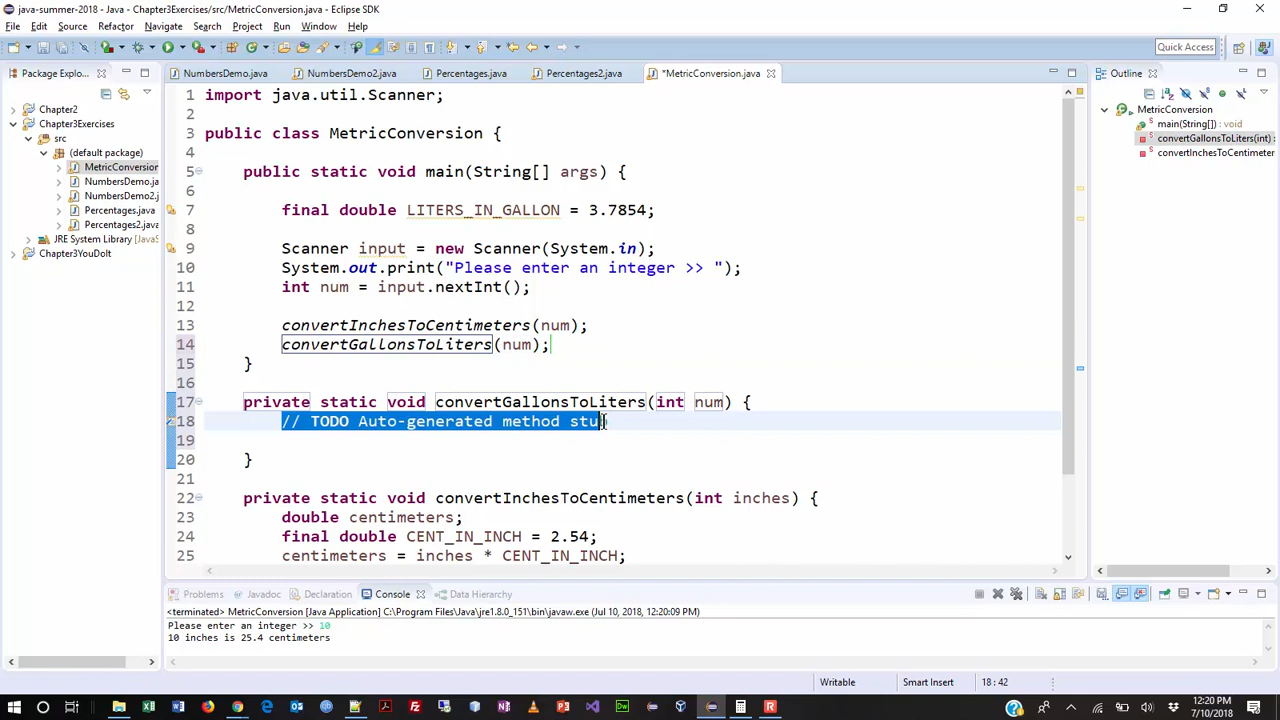 java-summer-2018 - Java - Chapter3Exercises/src/MetricConversion.java - Eclipse SDK
File Edit Source Refactor Navigate Search Project Run Window Help
Quick Access
Package Explo...
NumbersDemo.java
NumbersDemo2.java
Percentages.java
Percentages2.java
*MetricConversion.java
Outline
Chapter2
Chapter3Exercises
src
(default package)
MetricConversion
NumbersDemo.ja
NumbersDemo2.
Percentages.java
Percentages2.java
JRE System Library [JavaS
Chapter3YouDoIt
1 import java.util.Scanner;
2
3 public class MetricConversion {
4
5 public static void main(String[] args) {
6
7 final double LITERS_IN_GALLON = 3.7854;
8
9 Scanner input = new Scanner(System.in);
10 System.out.print("Please enter an integer >> ");
11 int num = input.nextInt();
12
13 convertInchesToCentimeters(num);
14 convertGallonsToLiters(num);
15 }
16
17 private static void convertGallonsToLiters(int num) {
18 // TODO Auto-generated method stu
19
20 }
21
22 private static void convertInchesToCentimeters(int inches) {
23 double centimeters;
24 final double CENT_IN_INCH = 2.54;
25 centimeters = inches * CENT_IN_INCH;
MetricConversion
main(String[]) : void
convertGallonsToLiters(int) :
convertInchesToCentimeter
Problems Javadoc Declaration Console Data Hierarchy
<terminated> MetricConversion [Java Application] C:\Program Files\Java\jre1.8.0_151\bin\javaw.exe (Jul 10, 2018, 12:20:09 PM)
Please enter an integer >> 10
10 inches is 25.4 centimeters
Writable Smart Insert 18 : 42
12:20 PM
7/10/2018